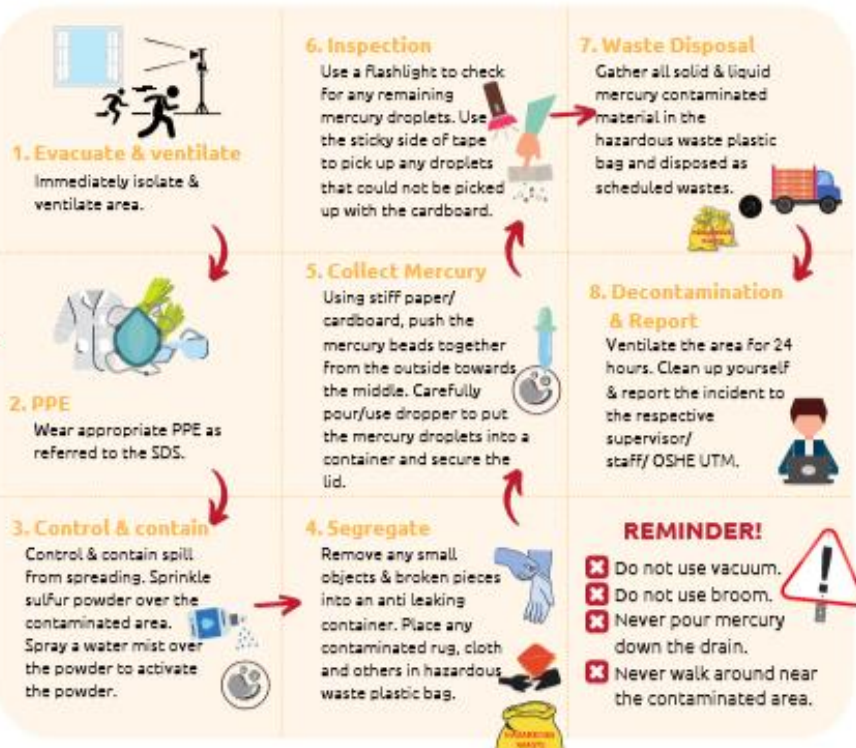 1. Evacuate & ventilate
Immediately isolate &
ventilate area.
2. PPE
Wear appropriate PPE as
referred to the SDS.
3. Control & contain
Control & contain spill
from spreading. Sprinkle
sulfur powder over the
contaminated area.
Spray a water mist over
the powder to activate
the powder.
4. Segregate
Remove any small
objects & broken pieces
into an anti leaking
container. Place any
contaminated rug, cloth
and others in hazardous
waste plastic bag.
HAZARDOUS
WASTE
5. Collect Mercury
Using stiff paper/
cardboard, push the
mercury beads together
from the outside towards
the middle. Carefully
pour/use dropper to put
the mercury droplets into a
container and secure the
lid.
6. Inspection
Use a flashlight to check
for any remaining
mercury droplets. Use
the sticky side of tape
to pick up any droplets
that could not be picked
up with the cardboard.
7. Waste Disposal
Gather all solid & liquid
mercury contaminated
material in the
hazardous waste plastic
bag and disposed as
scheduled wastes.
HAZARDOUS
WASTE
8. Decontamination
& Report
Ventilate the area for 24
hours. Clean up yourself
& report the incident to
the respective
supervisor/
staff/ OSHE UTM.
REMINDER!
Do not use vacuum.
Do not use broom.
Never pour mercury
down the drain.
Never walk around near
the contaminated area.